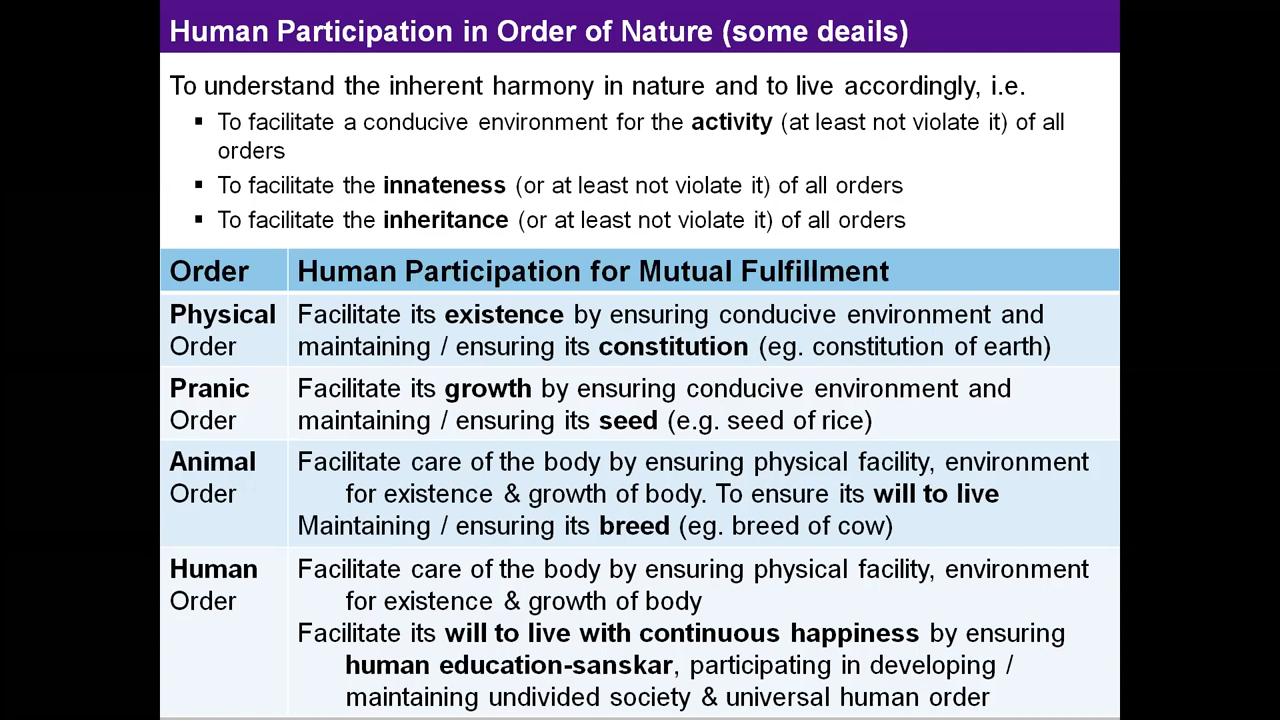 Human Participation in Order of Nature (some deails)
To understand the inherent harmony in nature and to live accordingly, i.e.
▪ To facilitate a conducive environment for the activity (at least not violate it) of all
orders
▪ To facilitate the innateness (or at least not violate it) of all orders
▪ To facilitate the inheritance (or at least not violate it) of all orders
Order Human Participation for Mutual Fulfillment
Physical Facilitate its existence by ensuring conducive environment and
Order maintaining / ensuring its constitution (eg. constitution of earth)
Pranic Facilitate its growth by ensuring conducive environment and
Order maintaining / ensuring its seed (e.g. seed of rice)
Animal Facilitate care of the body by ensuring physical facility, environment
Order for existence & growth of body. To ensure its will to live
Maintaining / ensuring its breed (eg. breed of cow)
Human Facilitate care of the body by ensuring physical facility, environment
Order for existence & growth of body
Facilitate its will to live with continuous happiness by ensuring
human education-sanskar, participating in developing /
maintaining undivided society & universal human order